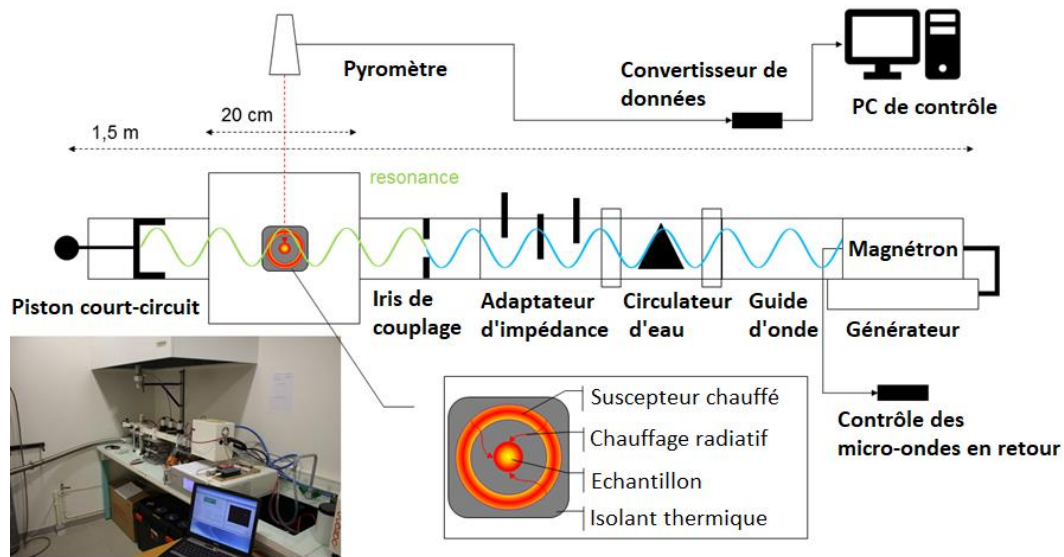 Pyromètre
Convertisseur de
données
PC de contrôle
20 cm
1,5 m
resonance
Magnétron
Piston court-circuit
Iris de
couplage
Adaptateur
d'impédance
Circulateur
d'eau
Guide
d'onde
Générateur
Suscepteur chauffé
Chauffage radiatif
Echantillon
Isolant thermique
Contrôle des
micro-ondes en retour